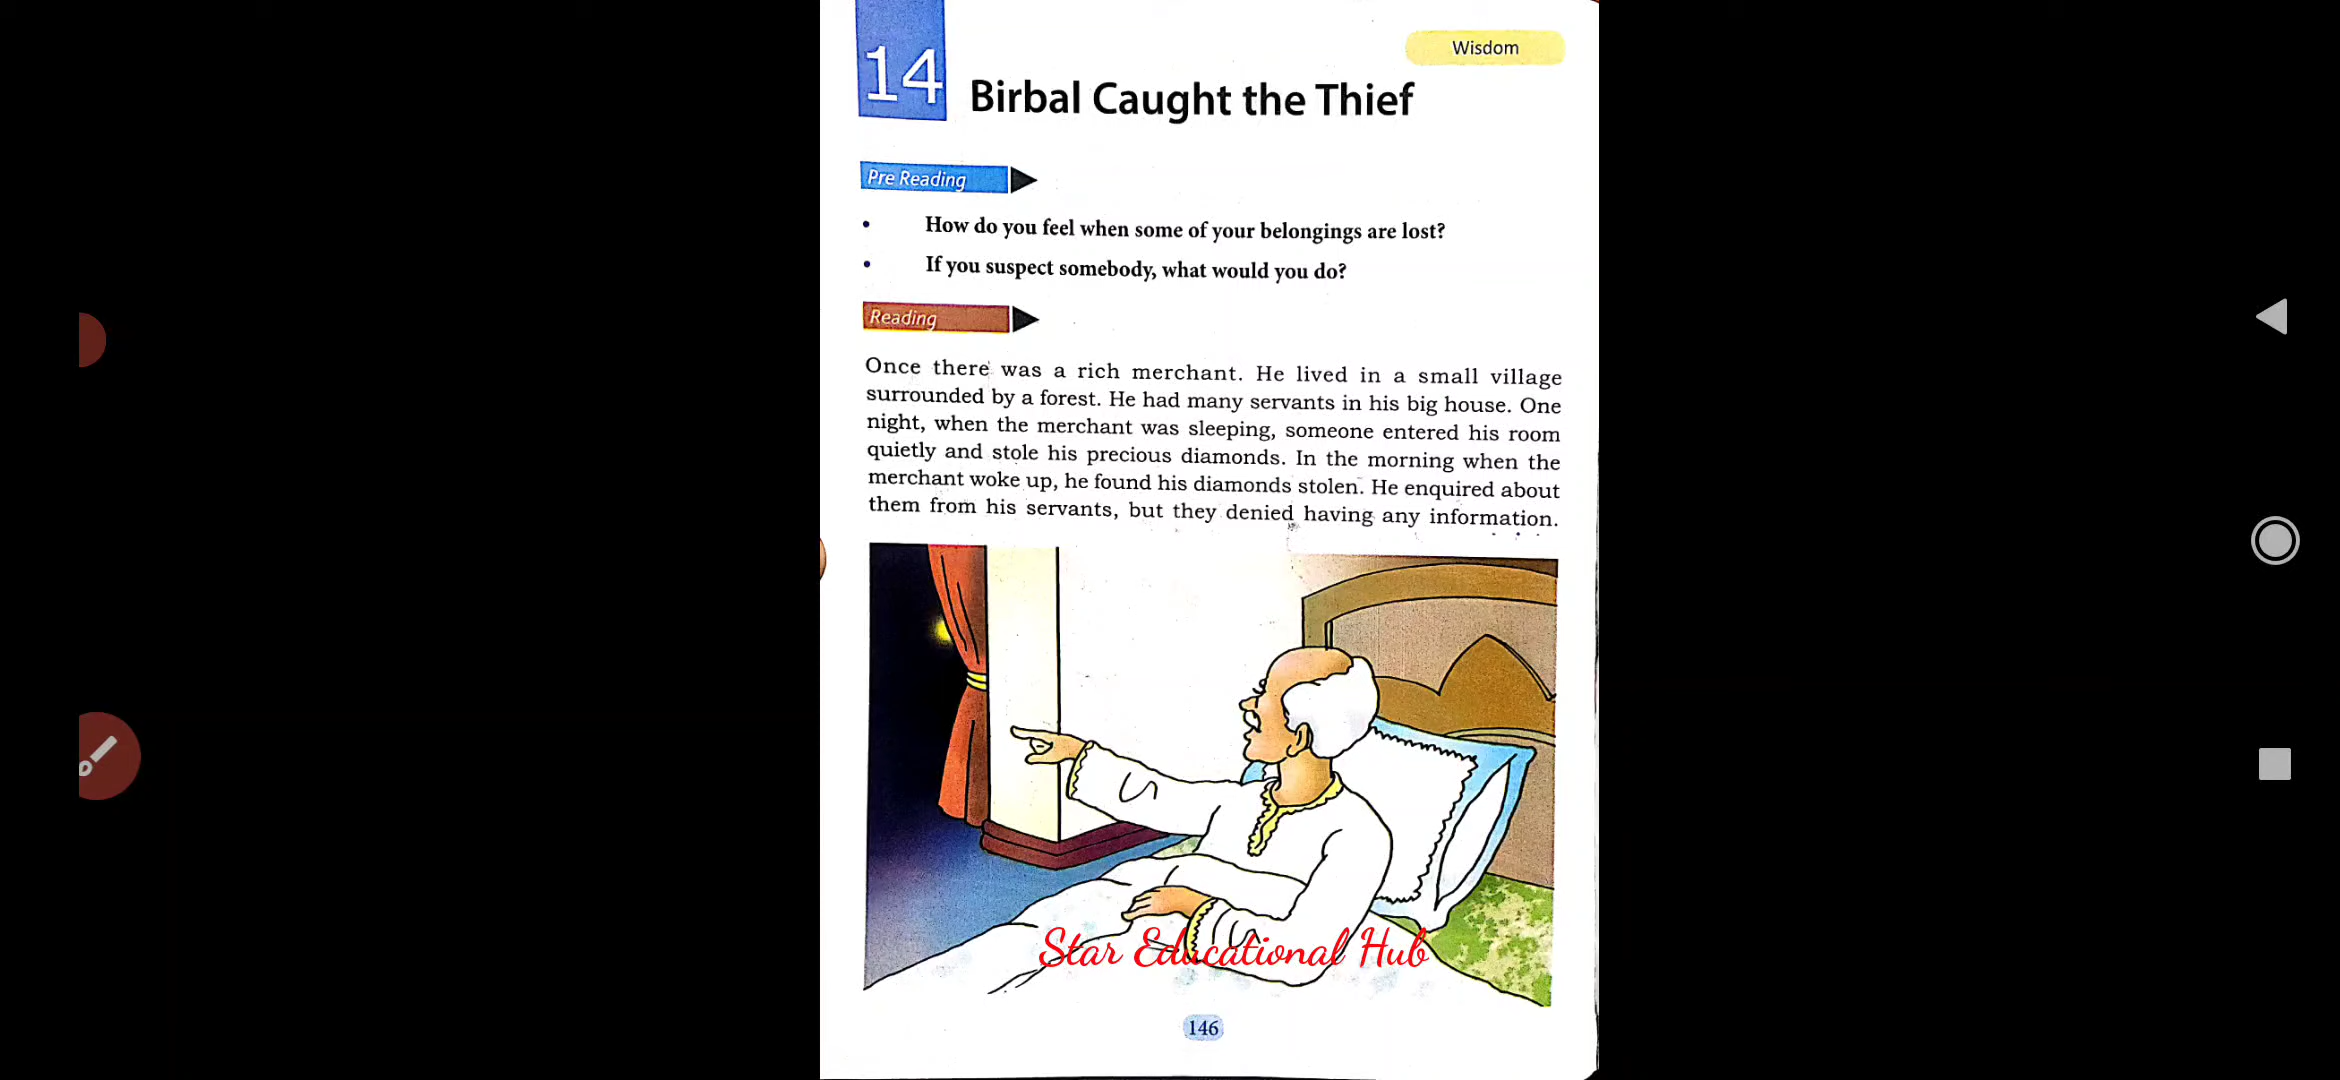 14
Wisdom
Birbal Caught the Thief
Pre Reading
• How do you feel when some of your belongings are lost?
• If you suspect somebody, what would you do?
Reading
Once there was a rich merchant. He lived in a small village
surrounded by a forest. He had many servants in his big house. One
night, when the merchant was sleeping, someone entered his room
quietly and stole his precious diamonds. In the morning when the
merchant woke up, he found his diamonds stolen. He enquired about
them from his servants, but they denied having any information.
Star Educational Hub
146